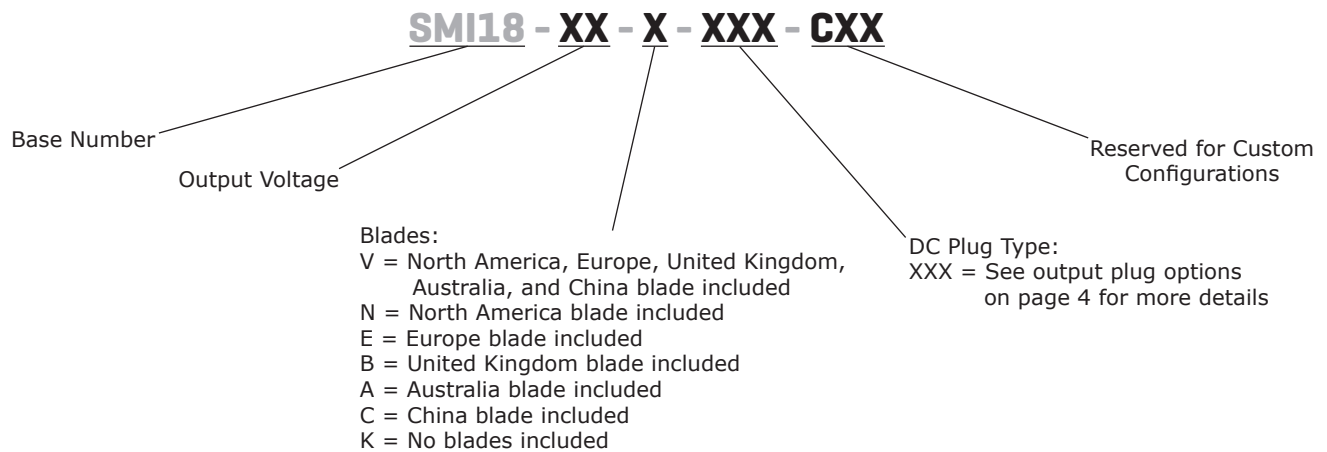 SMI18 - XX - X - XXX - CXX
Base Number
Output Voltage
Blades:
V = North America, Europe, United Kingdom,
Australia, and China blade included
N = North America blade included
E = Europe blade included
B = United Kingdom blade included
A = Australia blade included
C = China blade included
K = No blades included
DC Plug Type:
XXX = See output plug options
on page 4 for more details
Reserved for Custom
Configurations